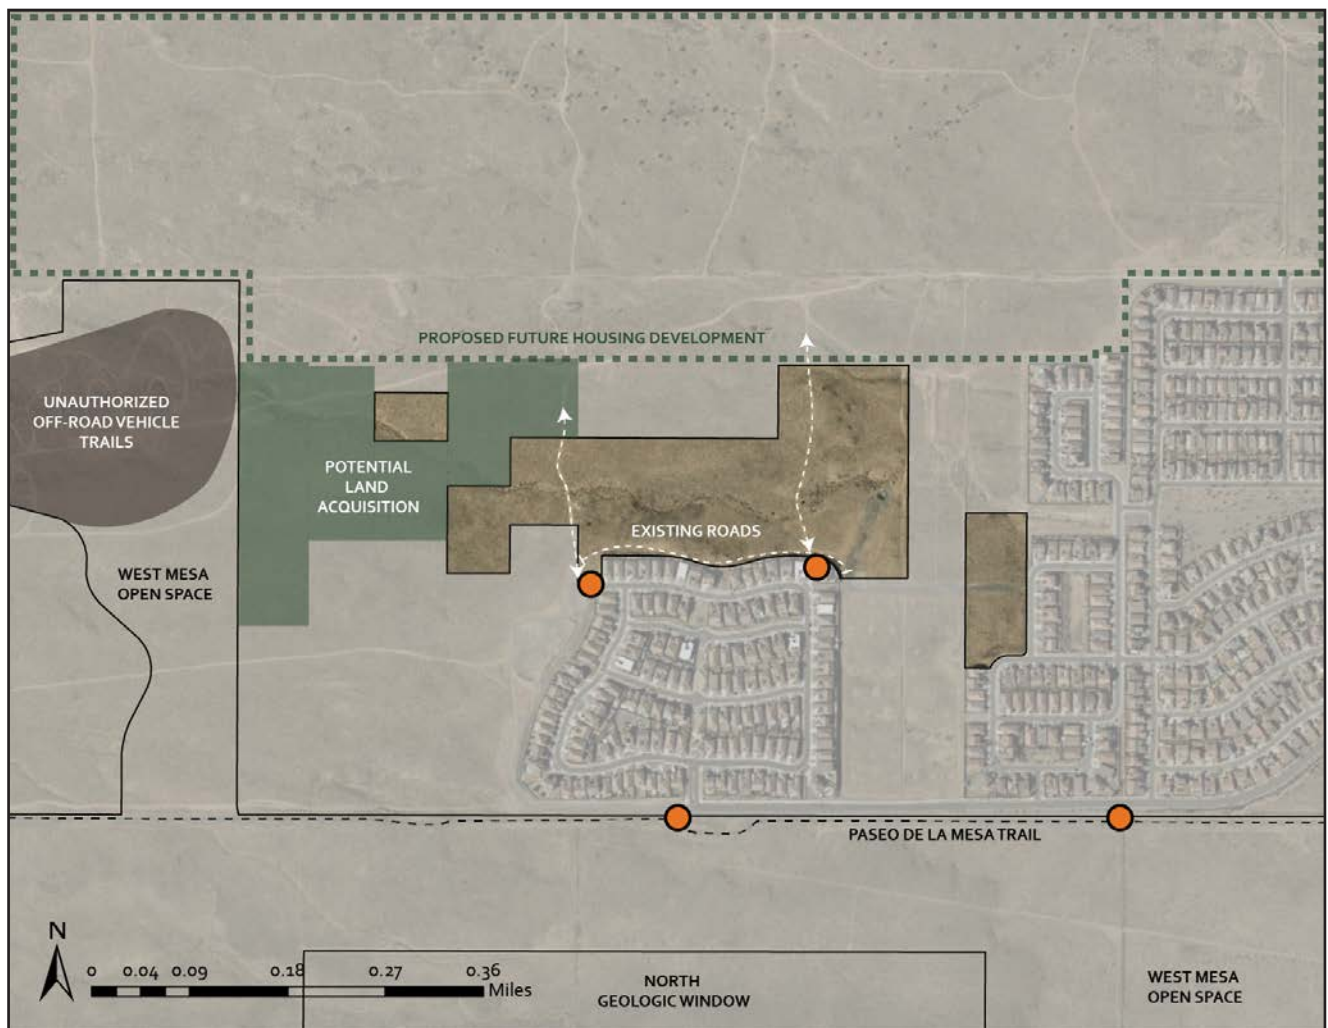 PROPOSED FUTURE HOUSING DEVELOPMENT
UNAUTHORIZED
OFF-ROAD VEHICLE
TRAILS
POTENTIAL
LAND
ACQUISITION
EXISTING ROADS
WEST MESA
OPEN SPACE
PASEO DE LA MESA TRAIL
N
0 0.04 0.09 0.18 0.27 0.36
Miles
NORTH
GEOLOGIC WINDOW
WEST MESA
OPEN SPACE